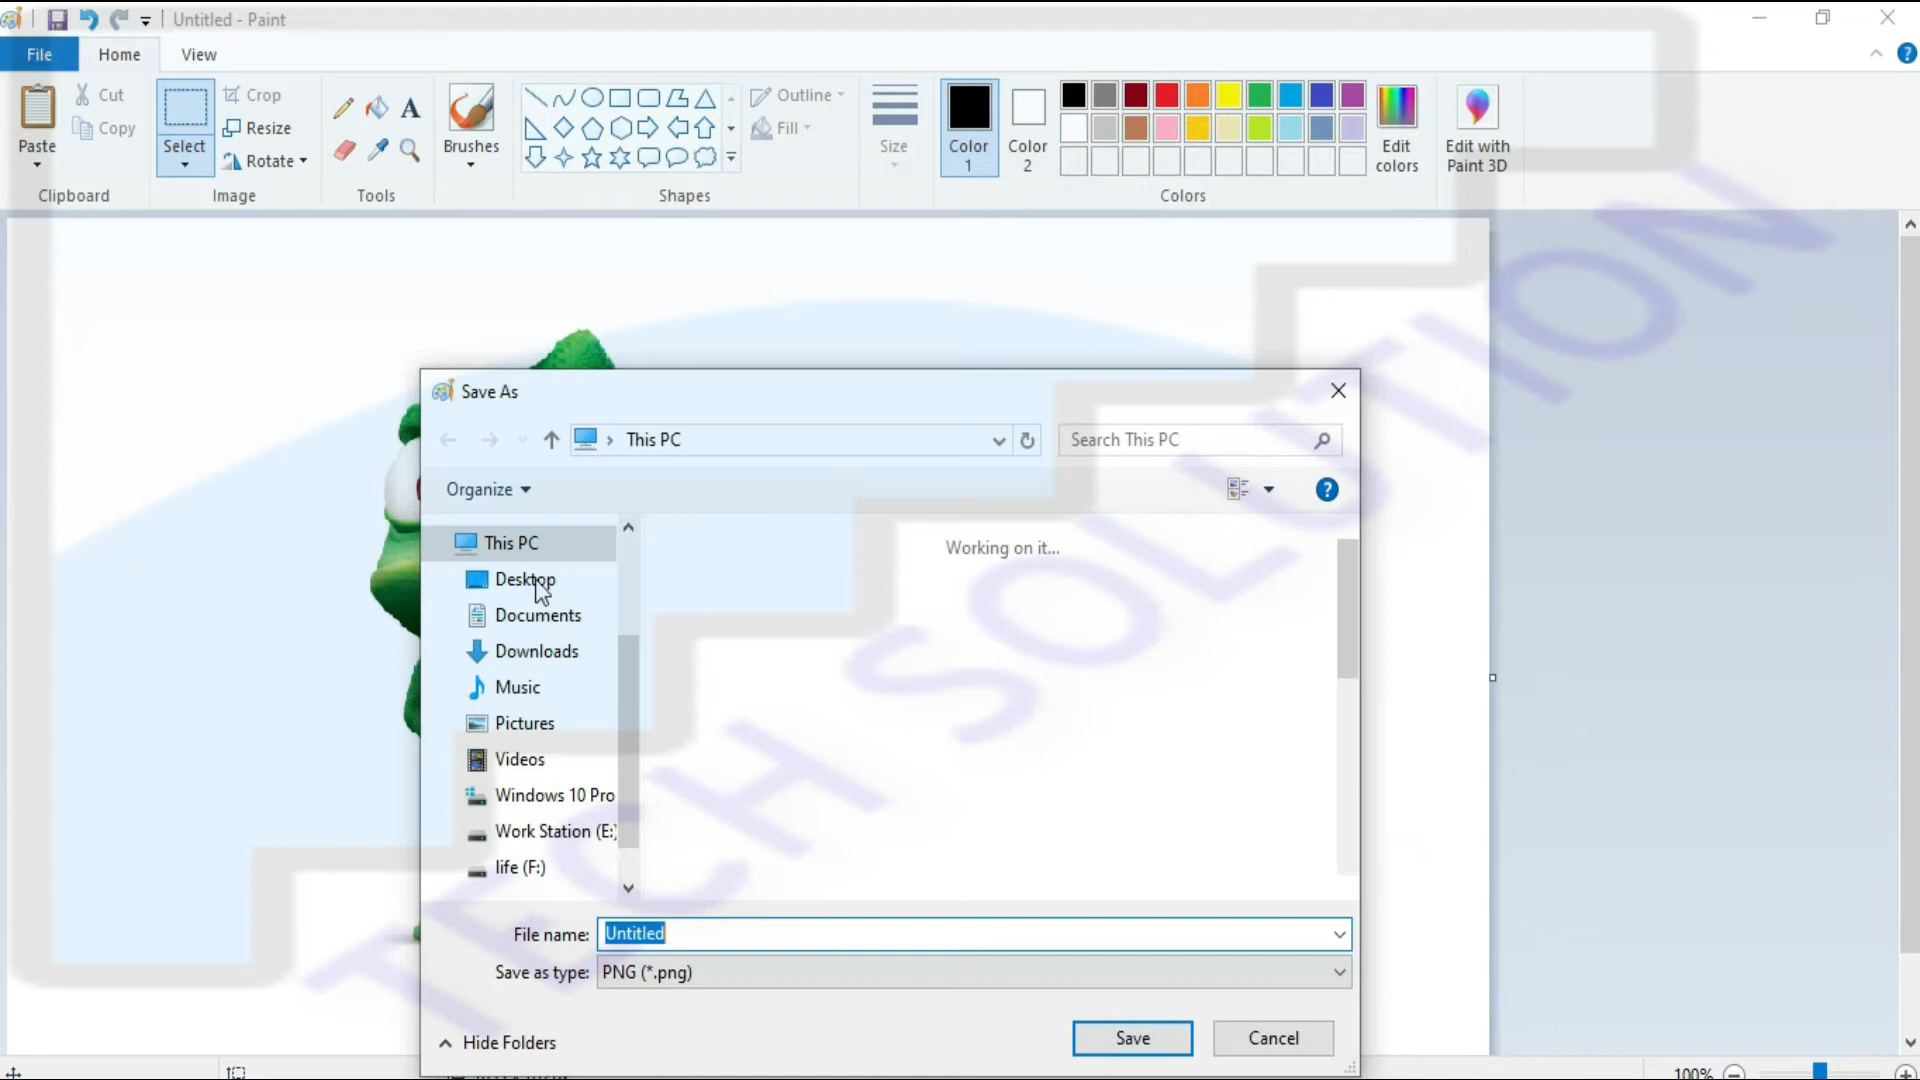 Untitled - Paint
File
Home
View
Paste
Cut
Copy
Clipboard
Select
Crop
Resize
Rotate
Image
A
Tools
Brushes
Shapes
Outline
Fill
Size
Color
1
Color
2
Colors
Edit
colors
Edit with
Paint 3D
Save As
This PC
Search This PC
Organize
This PC
Desktop
Documents
Downloads
Music
Pictures
Videos
Windows 10 Pro
Work Station (E:)
life (F:)
Working on it...
File name:
Untitled
Save as type:
PNG (*.png)
Hide Folders
Save
Cancel
100%
TECH SOLUTION